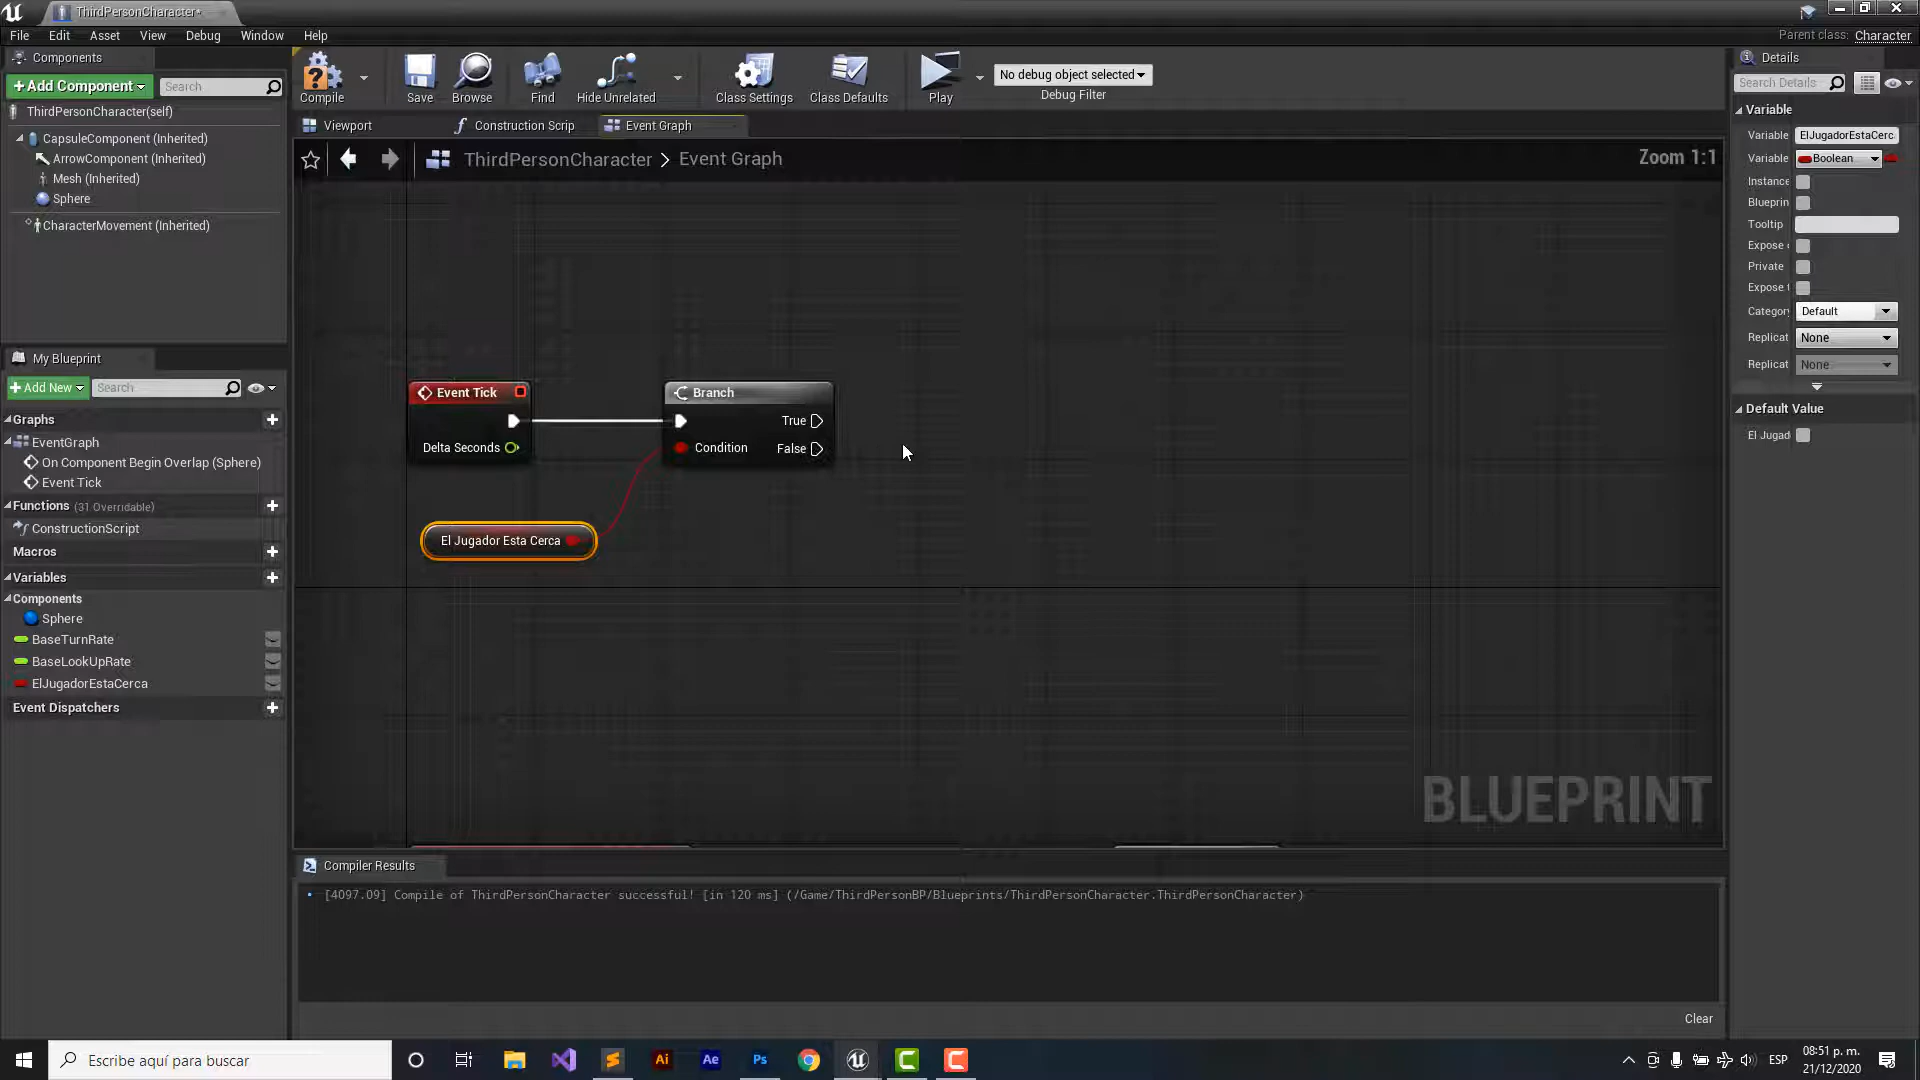 ThirdPersonCharacter*
File Edit Asset View Debug Window Help
Parent class: Character
Components
+ Add Component
Search
ThirdPersonCharacter(self)
CapsuleComponent (Inherited)
ArrowComponent (Inherited)
Mesh (Inherited)
Sphere
CharacterMovement (Inherited)
Compile
Save
Browse
Find
Hide Unrelated
Class Settings
Class Defaults
Play
No debug object selected
Debug Filter
Viewport
Construction Scrip
Event Graph
ThirdPersonCharacter > Event Graph
Zoom 1:1
Event Tick
Delta Seconds
Branch
True
Condition
False
El Jugador Esta Cerca
BLUEPRINT
My Blueprint
+ Add New
Search
Graphs
EventGraph
On Component Begin Overlap (Sphere)
Event Tick
Functions (31 Overridable)
ConstructionScript
Macros
Variables
Components
Sphere
BaseTurnRate
BaseLookUpRate
ElJugadorEstaCerca
Event Dispatchers
Compiler Results
[4097.09] Compile of ThirdPersonCharacter successful! [in 120 ms] (/Game/ThirdPersonBP/Blueprints/ThirdPersonCharacter.ThirdPersonCharacter)
Clear
Details
Search Details
Variable
Variable ElJugadorEstaCerc
Variable Boolean
Instance
Blueprin
Tooltip
Expose
Private
Expose t
Categor Default
Replicat None
Replicat None
Default Value
El Jugad
Escribe aquí para buscar
Ai
Ae
Ps
ESP
08:51 p. m.
21/12/2020